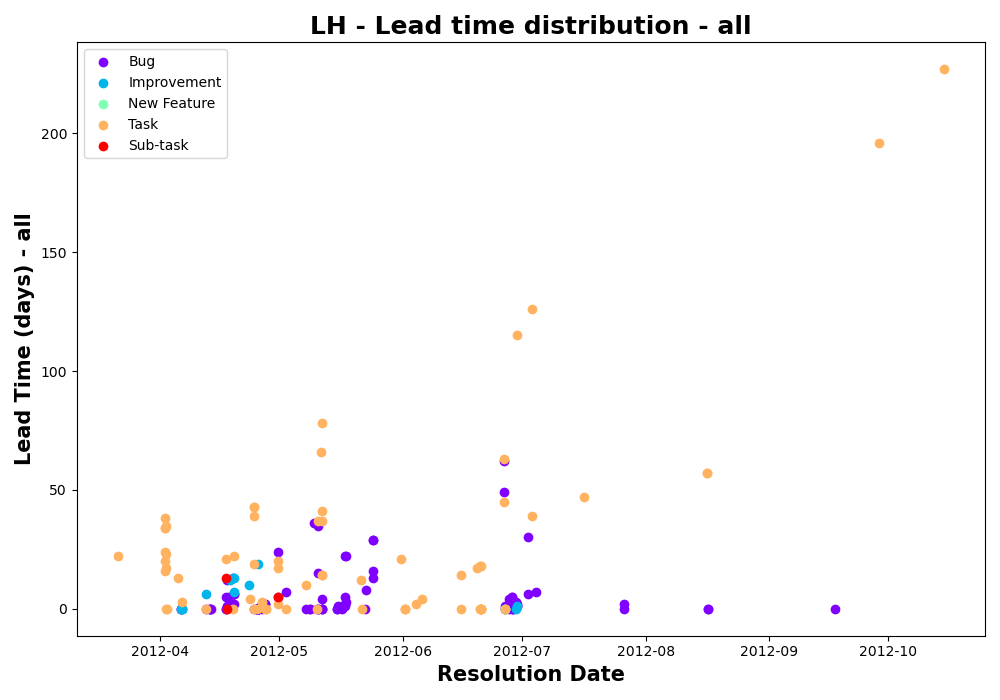 LH - Lead time distribution - all
Bug
Improvement
New Feature
Task
Sub-task
Lead Time (days) - all
200
150
100
50
0
2012-04
2012-05
2012-06
2012-07
2012-08
2012-09
2012-10
Resolution Date